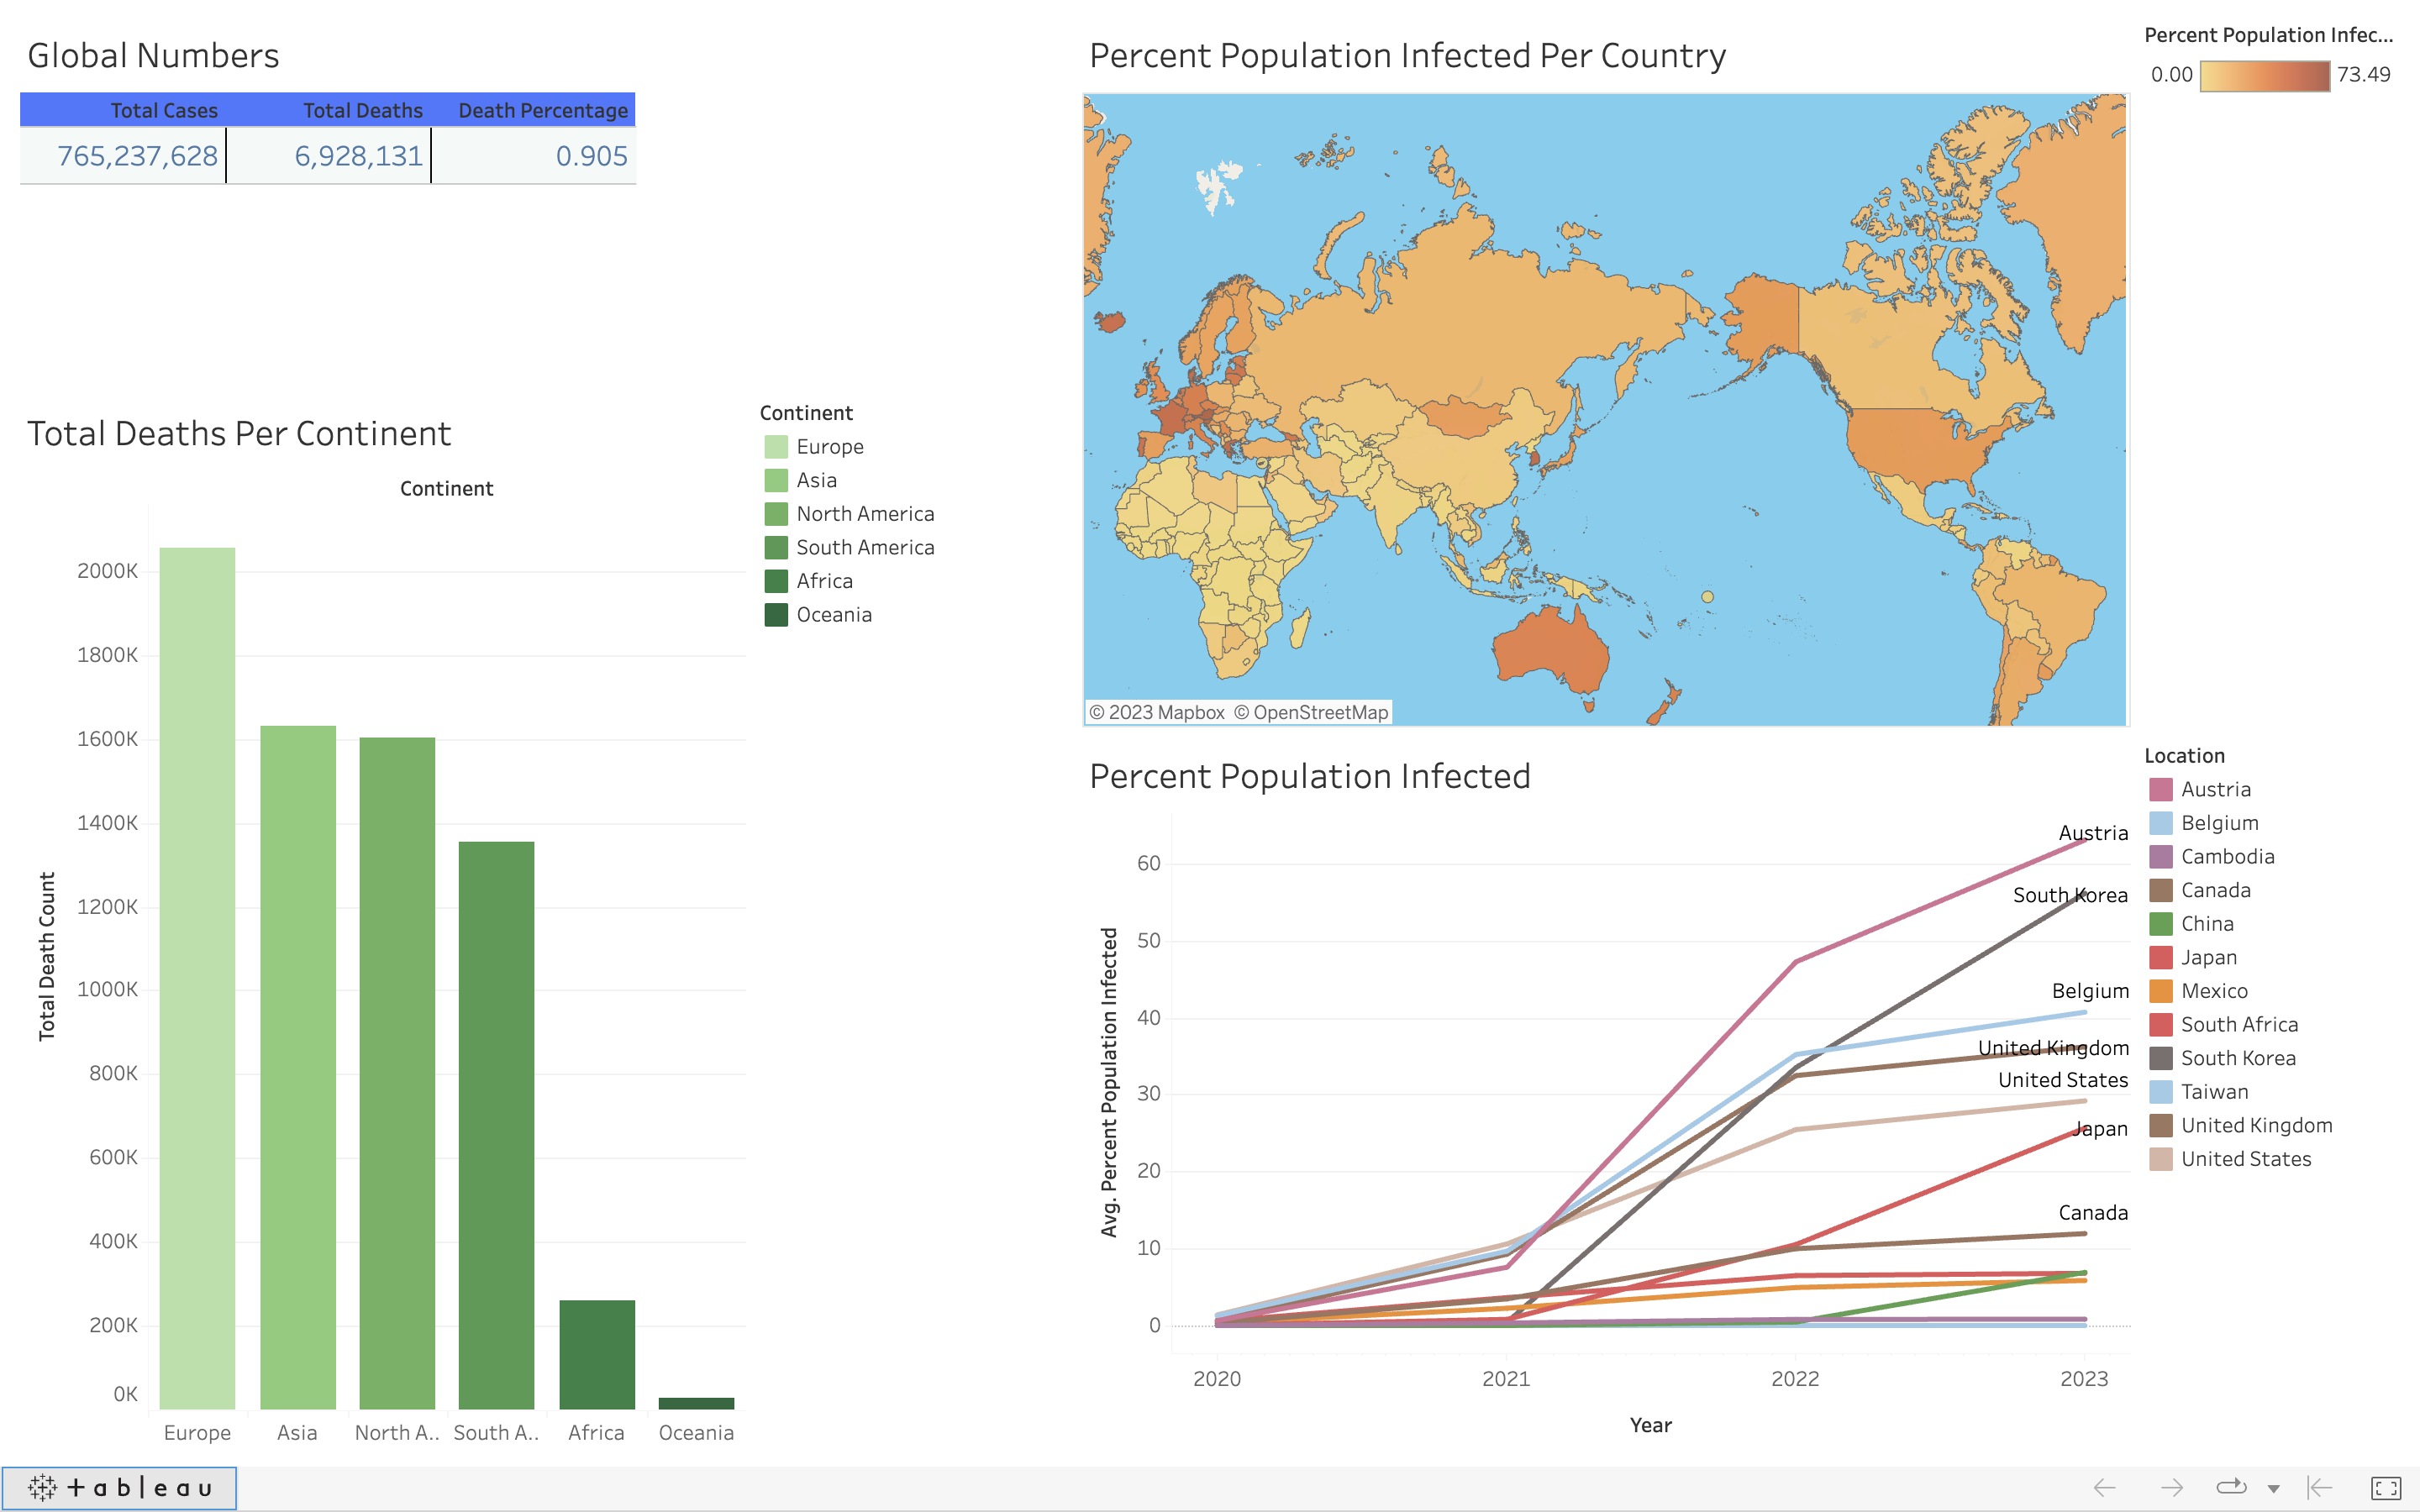 Global Numbers
Total Cases Total Deaths Death Percentage
765,237,628 6,928,131 0.905
Total Deaths Per Continent
Continent
Total Death Count
2000K
1800K
1600K
1400K
1200K
1000K
800K
600K
400K
200K
0K
Europe Asia North A.. South A.. Africa Oceania
Continent
Europe
Asia
North America
South America
Africa
Oceania
Percent Population Infected Per Country
© 2023 Mapbox © OpenStreetMap
Percent Population Infec...
0.00 73.49
Percent Population Infected
Avg. Percent Population Infected
60
50
40
30
20
10
0
Austria
South Korea
Belgium
United Kingdom
United States
Japan
Canada
2020 2021 2022 2023
Year
Location
Austria
Belgium
Cambodia
Canada
China
Japan
Mexico
South Africa
South Korea
Taiwan
United Kingdom
United States
+ableau